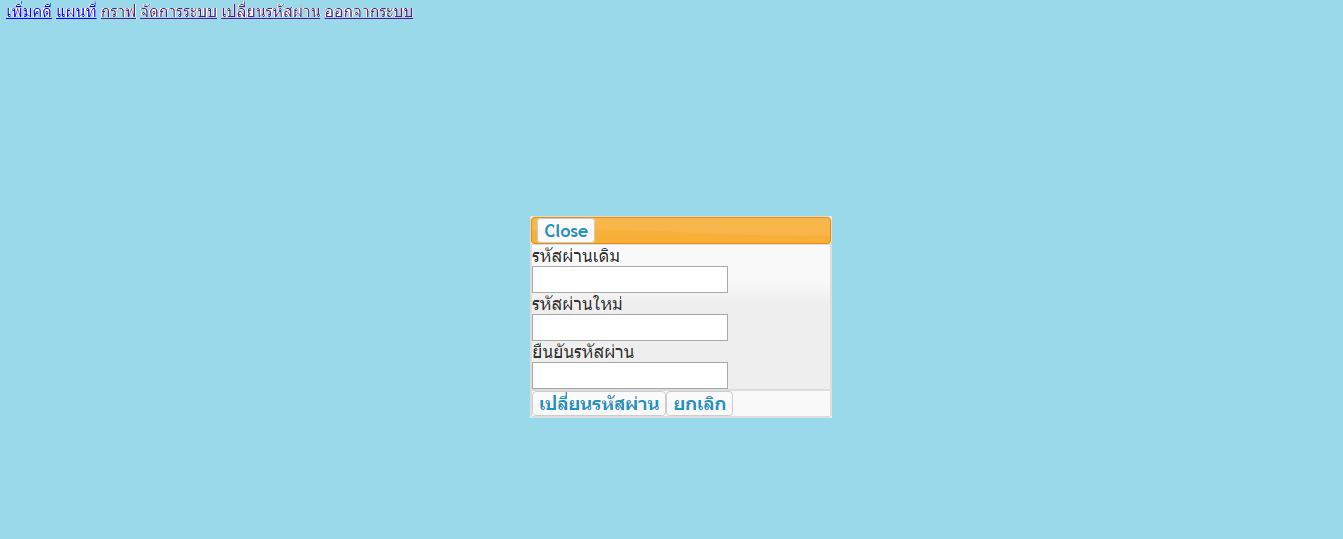 เพิ่มคดี แผนที่ กราฟ จัดการระบบ เปลี่ยนรหัสผ่าน ออกจากระบบ
Close
รหัสผ่านเดิม
รหัสผ่านใหม่
ยืนยันรหัสผ่าน
เปลี่ยนรหัสผ่าน ยกเลิก